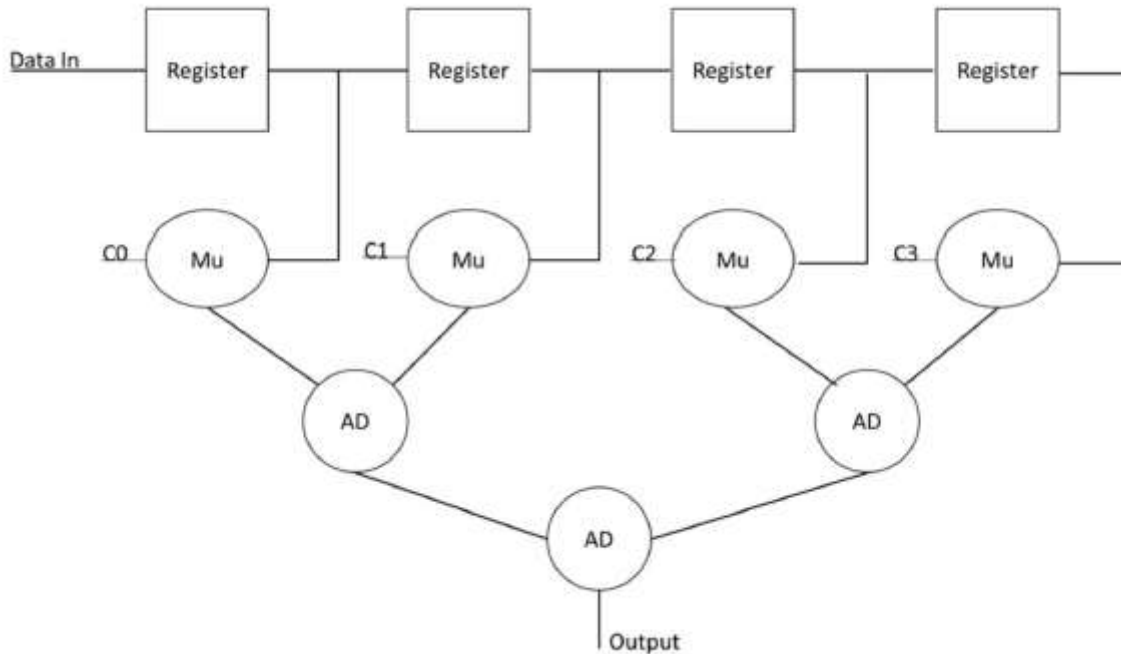 Data In
Register
Register
Register
Register
C0
Mu
C1
Mu
C2
Mu
C3
Mu
AD
AD
AD
Output